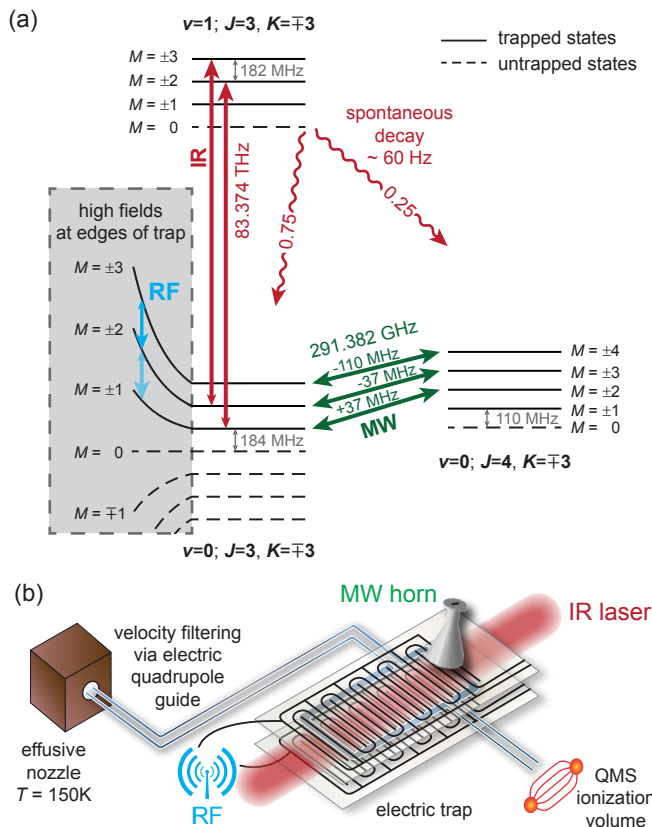 (a)
v=1; J=3, K=∓3
M = ±3
M = ±2
M = ±1
M = 0
182 MHz
trapped states
untrapped states
IR
83.374 THz
spontaneous
decay
~ 60 Hz
0.75
0.25
high fields
at edges of trap
M = ±3
RF
M = ±2
M = ±1
M = 0
M = ∓1
184 MHz
v=0; J=3, K=∓3
291.382 GHz
-110 MHz
-37 MHz
+37 MHz
MW
M = ±4
M = ±3
M = ±2
M = ±1
M = 0
110 MHz
v=0; J=4, K=∓3
(b)
MW horn
IR laser
velocity filtering
via electric
quadrupole
guide
effusive
nozzle
T = 150K
RF
electric trap
QMS
ionization
volume